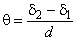 θ = (δ₂ − δ₁) / d